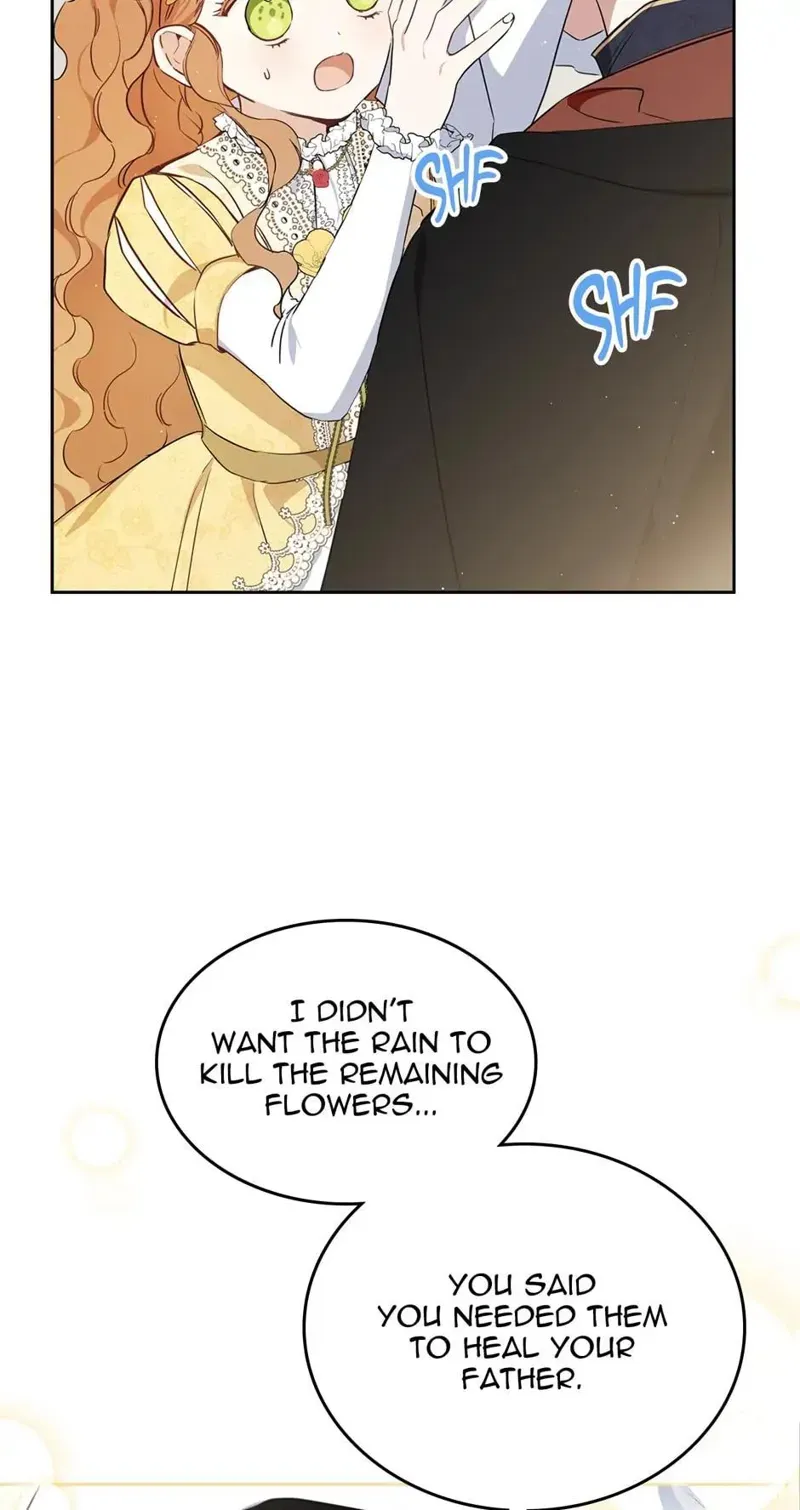 SHF
SHF
I DIDN'T
WANT THE RAIN TO
KILL THE REMAINING
FLOWERS...
YOU SAID
YOU NEEDED THEM
TO HEAL YOUR
FATHER.